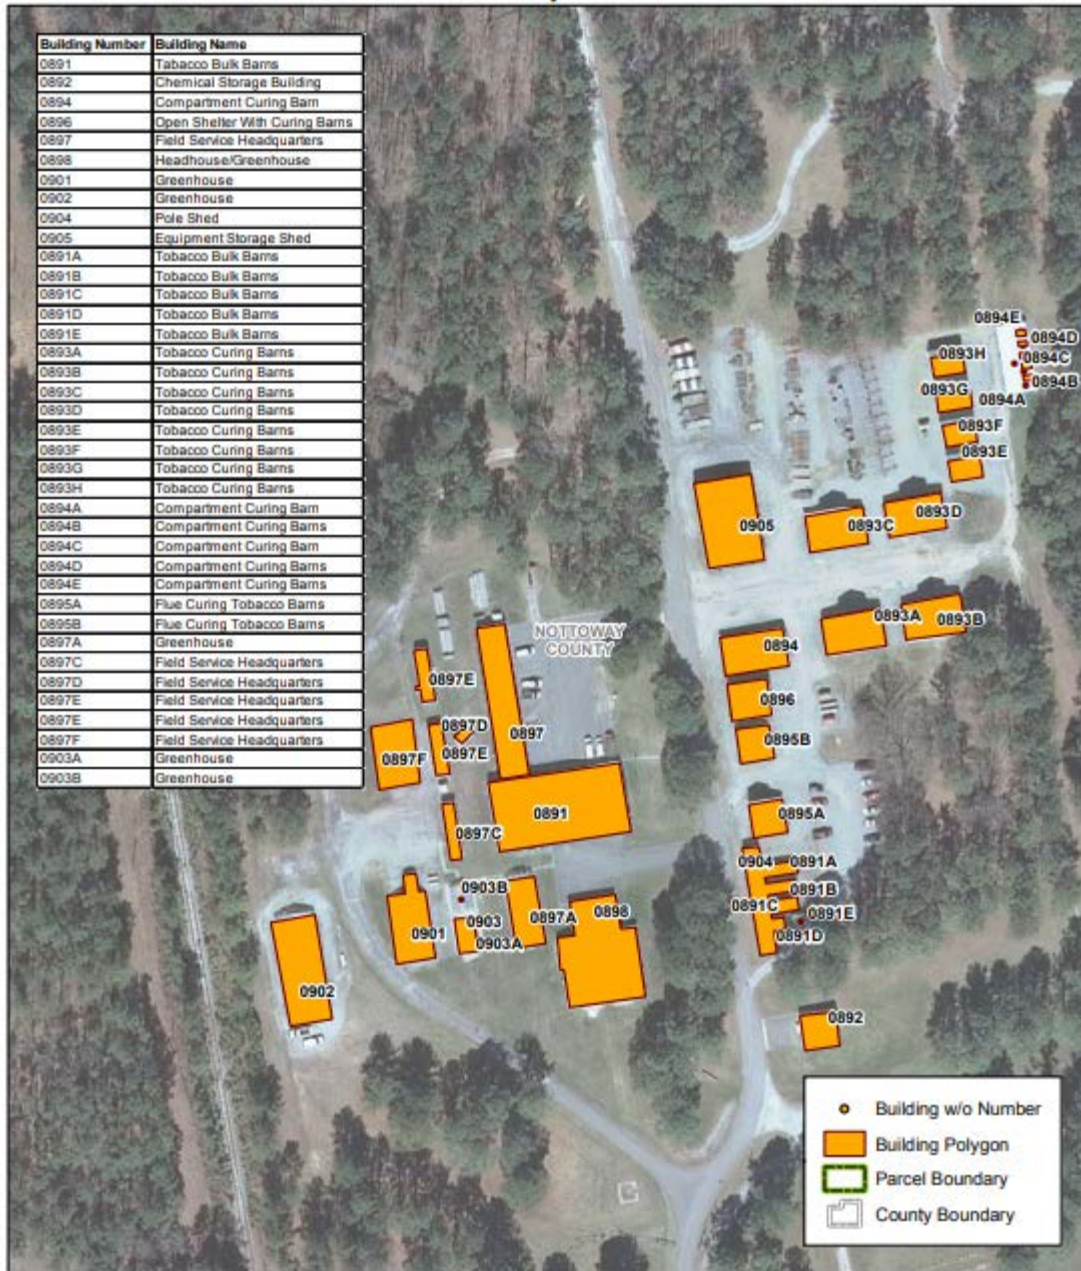 Building Number Building Name
0891 Tabacco Bulk Barns
0892 Chemical Storage Building
0894 Compartment Curing Barn
0896 Open Shelter With Curing Barns
0897 Field Service Headquarters
0898 Headhouse/Greenhouse
0901 Greenhouse
0902 Greenhouse
0904 Pole Shed
0905 Equipment Storage Shed
0891A Tobacco Bulk Barns
0891B Tobacco Bulk Barns
0891C Tobacco Bulk Barns
0891D Tobacco Bulk Barns
0891E Tobacco Bulk Barns
0893A Tobacco Curing Barns
0893B Tobacco Curing Barns
0893C Tobacco Curing Barns
0893D Tobacco Curing Barns
0893E Tobacco Curing Barns
0893F Tobacco Curing Barns
0893G Tobacco Curing Barns
0893H Tobacco Curing Barns
0894A Compartment Curing Barn
0894B Compartment Curing Barns
0894C Compartment Curing Barn
0894D Compartment Curing Barns
0894E Compartment Curing Barns
0895A Flue Curing Tobacco Barns
0895B Flue Curing Tobacco Barns
0897A Greenhouse
0897C Field Service Headquarters
0897D Field Service Headquarters
0897E Field Service Headquarters
0897E Field Service Headquarters
0897F Field Service Headquarters
0903A Greenhouse
0903B Greenhouse
0894E
0894D
0893H
0894C
0894B
0893G
0894A
0893F
0893E
0905
0893C
0893D
0893A
0893B
NOTTOWAY
COUNTY
0894
0897E
0896
0897D
0897
0895B
0897F
0897E
0891
0895A
0897C
0904
0891A
0903B
0891B
0891C
0898
0891E
0903
0897A
0901
0903A
0891D
0902
0892
Building w/o Number
Building Polygon
Parcel Boundary
County Boundary